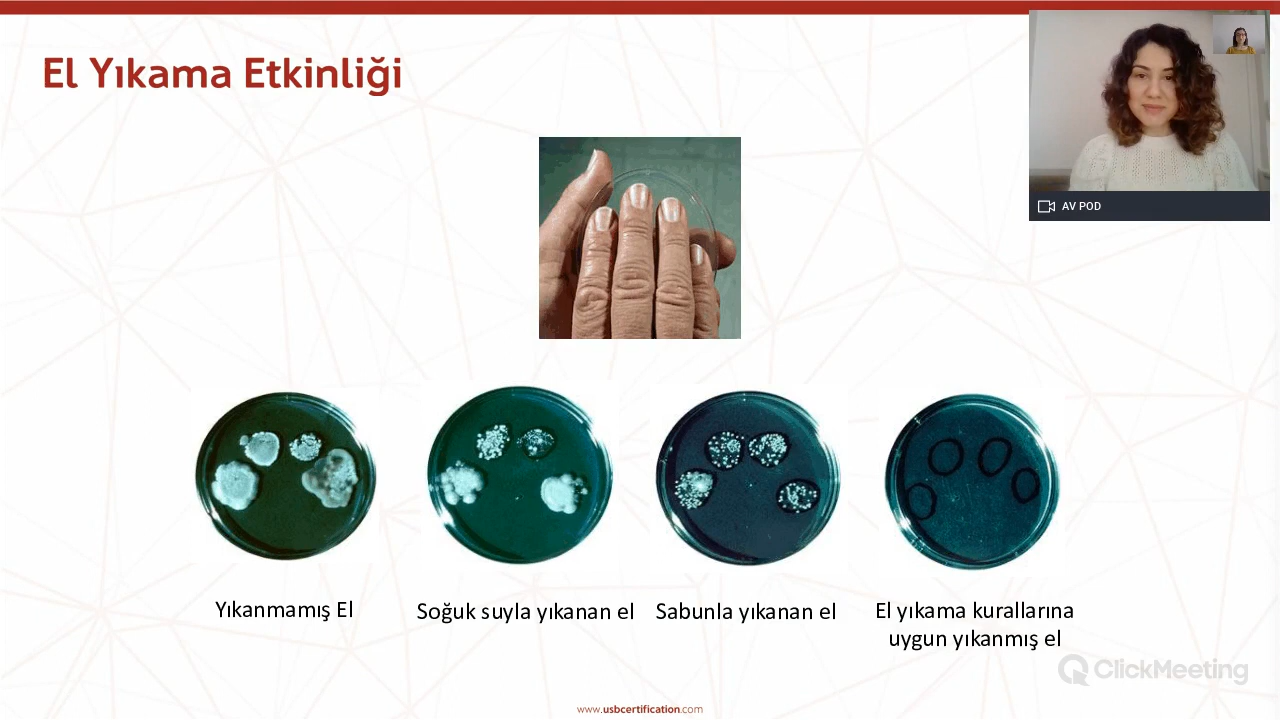 El Yıkama Etkinliği
AV POD
Yıkanmamış El
Soğuk suyla yıkanan el
Sabunla yıkanan el
El yıkama kurallarına
uygun yıkanmış el
ClickMeeting
www.usbcertification.com